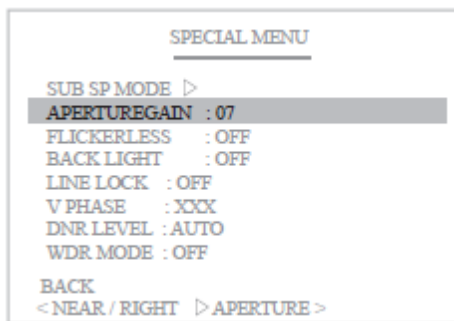 SPECIAL MENU
SUB SP MODE ▷
APERTUREGAIN : 07
FLICKERLESS : OFF
BACK LIGHT : OFF
LINE LOCK : OFF
V PHASE : XXX
DNR LEVEL : AUTO
WDR MODE : OFF
BACK
< NEAR / RIGHT ▷ APERTURE >